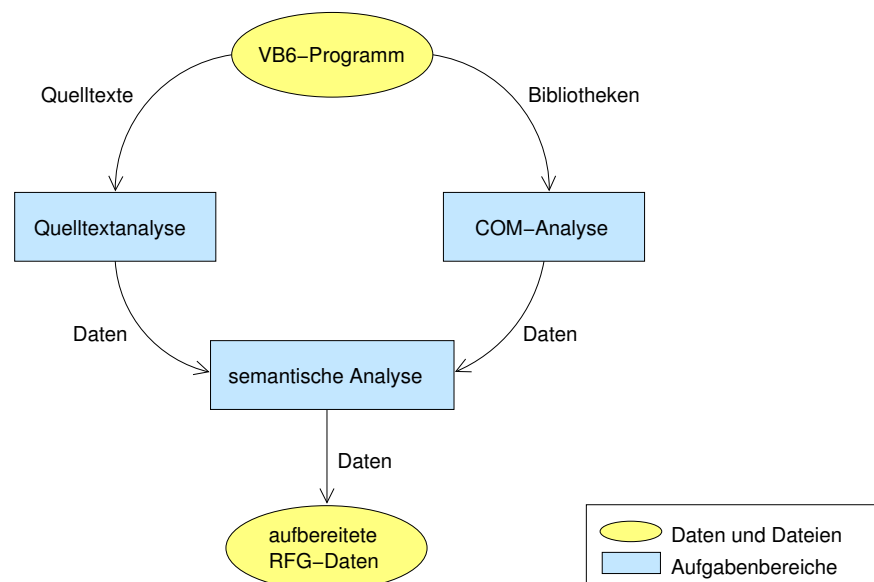 VB6−Programm
Quelltexte
Bibliotheken
Quelltextanalyse
COM−Analyse
Daten
Daten
semantische Analyse
Daten
aufbereitete
RFG−Daten
Daten und Dateien
Aufgabenbereiche